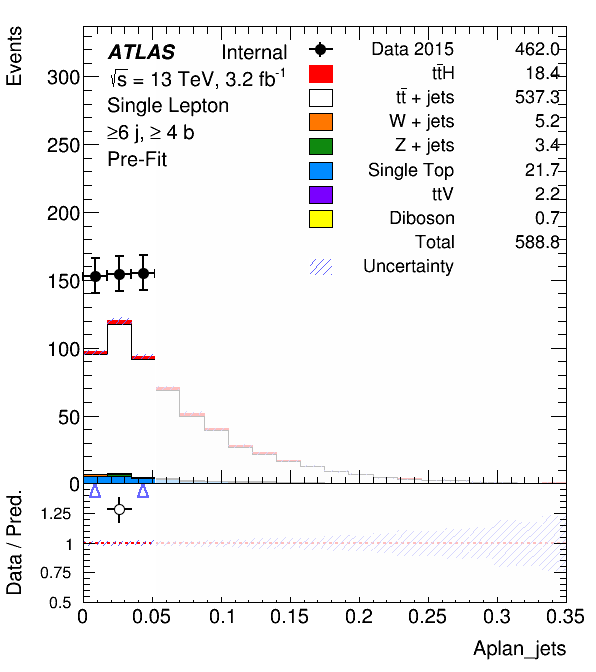 Events
ATLAS Internal
√s = 13 TeV, 3.2 fb⁻¹
Single Lepton
≥6 j, ≥ 4 b
Pre-Fit
Data 2015 462.0
tt̄H 18.4
tt̄ + jets 537.3
W + jets 5.2
Z + jets 3.4
Single Top 21.7
ttV 2.2
Diboson 0.7
Total 588.8
Uncertainty
300
250
200
150
100
50
0
Data / Pred.
1.25
1
0.75
0.5
0 0.05 0.1 0.15 0.2 0.25 0.3 0.35
Aplan_jets